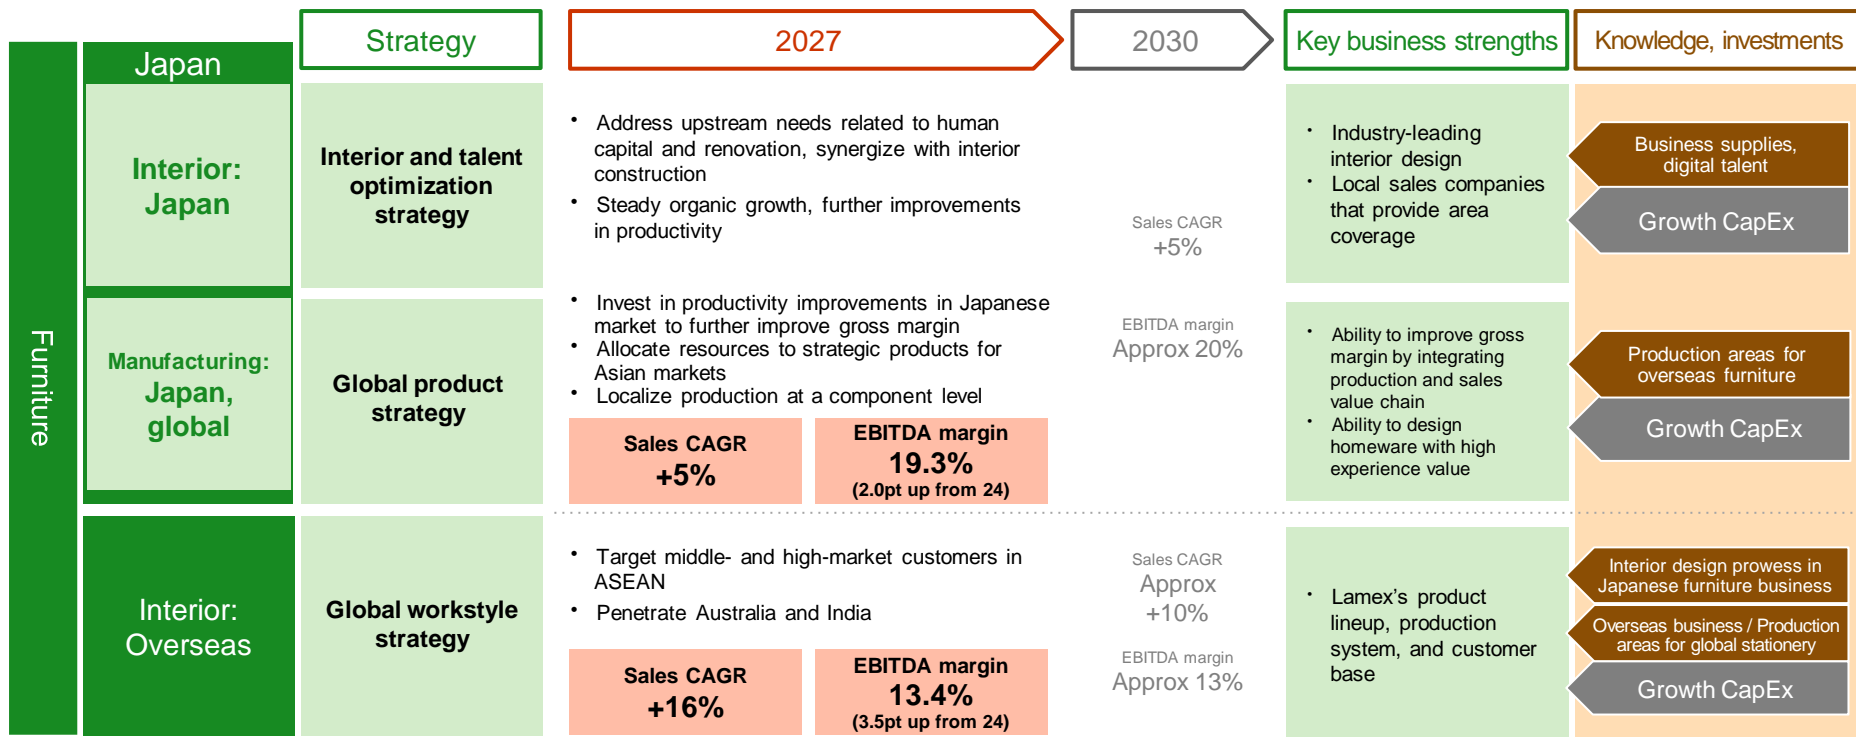 Strategy
2027
2030
Key business strengths
Knowledge, investments
Furniture
Japan
Interior:
Japan
Interior and talent
optimization
strategy
• Address upstream needs related to human
capital and renovation, synergize with interior
construction
• Steady organic growth, further improvements
in productivity
Sales CAGR
+5%
• Industry-leading
interior design
• Local sales companies
that provide area
coverage
Business supplies,
digital talent
Growth CapEx
Manufacturing:
Japan,
global
Global product
strategy
• Invest in productivity improvements in Japanese
market to further improve gross margin
• Allocate resources to strategic products for
Asian markets
• Localize production at a component level
Sales CAGR
+5%
EBITDA margin
19.3%
(2.0pt up from 24)
EBITDA margin
Approx 20%
• Ability to improve gross
margin by integrating
production and sales
value chain
• Ability to design
homeware with high
experience value
Production areas for
overseas furniture
Growth CapEx
Interior:
Overseas
Global workstyle
strategy
• Target middle- and high-market customers in
ASEAN
• Penetrate Australia and India
Sales CAGR
+16%
EBITDA margin
13.4%
(3.5pt up from 24)
Sales CAGR
Approx
+10%
EBITDA margin
Approx 13%
• Lamex's product
lineup, production
system, and customer
base
Interior design prowess in
Japanese furniture business
Overseas business / Production
areas for global stationery
Growth CapEx